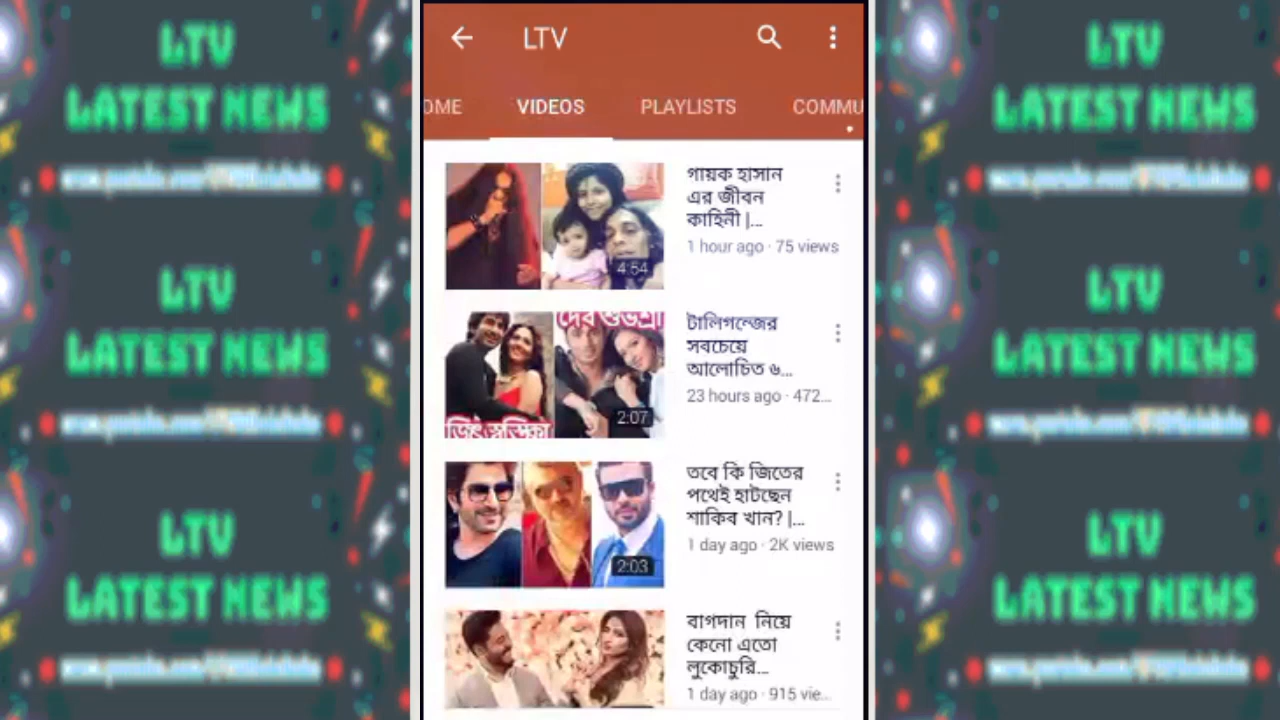 LTV
OME VIDEOS PLAYLISTS COMMU
গায়ক হাসান
এর জীবন
কাহিনী |...
1 hour ago · 75 views
4:54
টালিগন্জের
সবচেয়ে
আলোচিত ৬...
23 hours ago · 472...
দেব শুভশ্রী
2:07
তবে কি জিতের
পথেই হাটছেন
শাকিব খান? |...
1 day ago · 2K views
2:03
বাগদান নিয়ে
কেনো এতো
লুকোচুরি...
1 day ago · 915 vie...
LTV
LATEST NEWS
LTV
LATEST NEWS
LTV
LATEST NEWS
LTV
LATEST NEWS
LTV
LATEST NEWS
LTV
LATEST NEWS